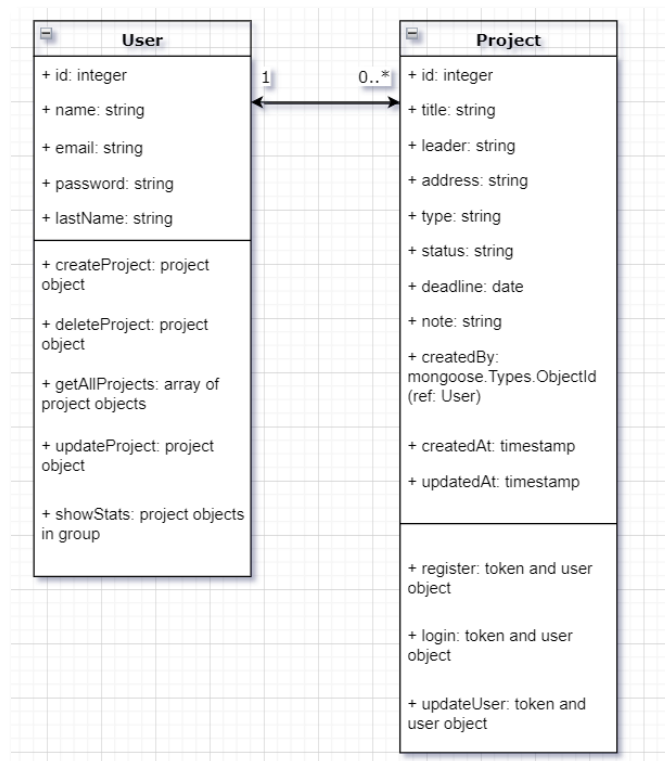 User
+ id: integer
+ name: string
+ email: string
+ password: string
+ lastName: string
+ createProject: project
object
+ deleteProject: project
object
+ getAllProjects: array of
project objects
+ updateProject: project
object
+ showStats: project objects
in group
1
0..*
Project
+ id: integer
+ title: string
+ leader: string
+ address: string
+ type: string
+ status: string
+ deadline: date
+ note: string
+ createdBy:
mongoose.Types.ObjectId
(ref: User)
+ createdAt: timestamp
+ updatedAt: timestamp
+ register: token and user
object
+ login: token and user
object
+ updateUser: token and
user object